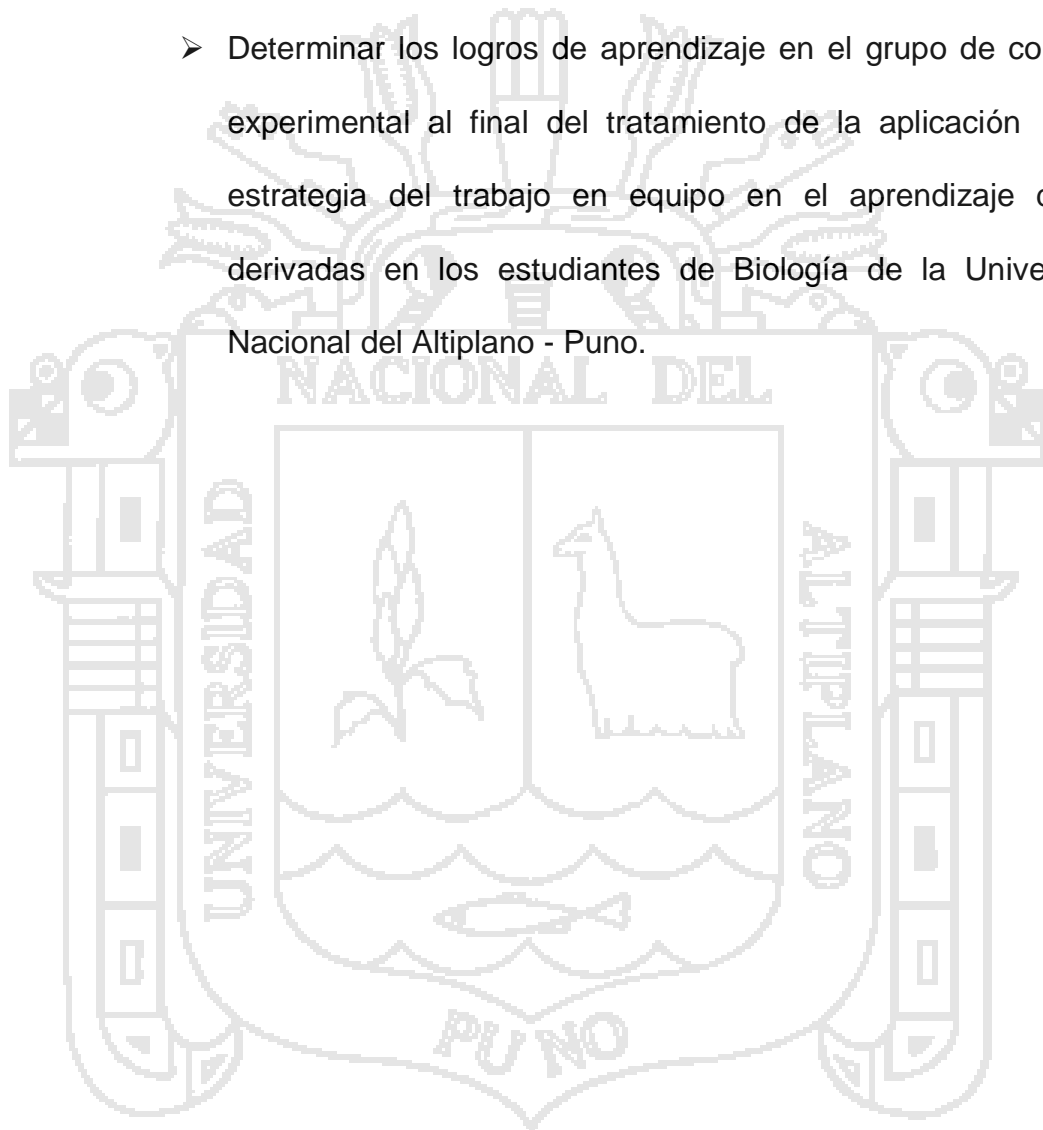 ➢ Determinar los logros de aprendizaje en el grupo de co
experimental al final del tratamiento de la aplicación
estrategia del trabajo en equipo en el aprendizaje
derivadas en los estudiantes de Biología de la Unive
Nacional del Altiplano - Puno.
NACIONAL DEL
UNIVERSIDAD
ALTIPLANO
PUNO